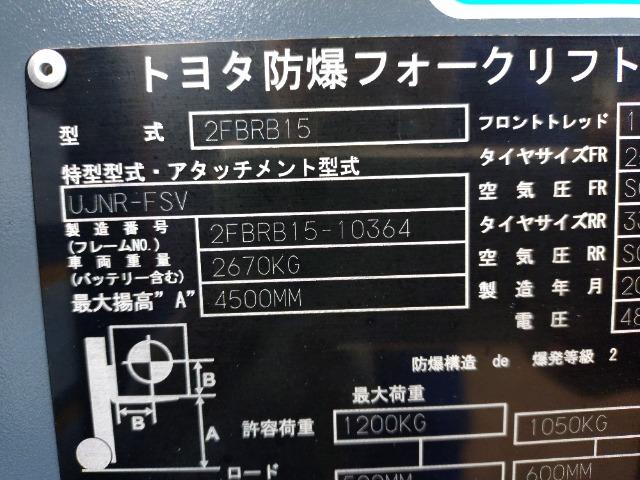 トヨタ防爆フォークリフト
型 式 2FBRB15
特型型式・アタッチメント型式
UJNR-FSV
製造番号 (フレームNO.) 2FBRB15-10364
車両重量 (バッテリー含む) 2670KG
最大揚高"A" 4500MM
フロントトレッド
タイヤサイズFR
空気圧 FR
タイヤサイズRR
空気圧 RR
製造年月
電圧 48
防爆構造 de 爆発等級 2
B
B
A
最大荷重
許容荷重 1200KG 1050KG
ロード 500MM 600MM